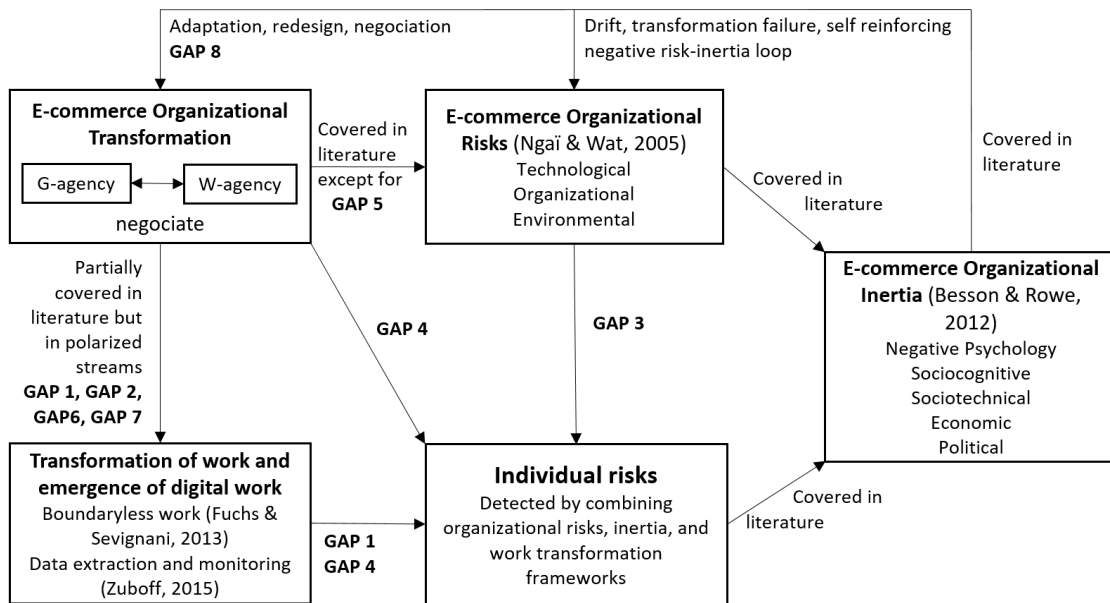 Adaptation, redesign, negociation
GAP 8
Drift, transformation failure, self reinforcing
negative risk-inertia loop
E-commerce Organizational
Transformation
G-agency
W-agency
negociate
Covered in
literature
except for
GAP 5
E-commerce Organizational
Risks (Ngaï & Wat, 2005)
Technological
Organizational
Environmental
Covered in
literature
Covered in
literature
E-commerce Organizational
Inertia (Besson & Rowe,
2012)
Negative Psychology
Sociocognitive
Sociotechnical
Economic
Political
Partially
covered in
literature but
in polarized
streams
GAP 1, GAP 2,
GAP6, GAP 7
GAP 4
GAP 3
Transformation of work and
emergence of digital work
Boundaryless work (Fuchs &
Sevignani, 2013)
Data extraction and monitoring
(Zuboff, 2015)
GAP 1
GAP 4
Individual risks
Detected by combining
organizational risks, inertia, and
work transformation
frameworks
Covered in
literature